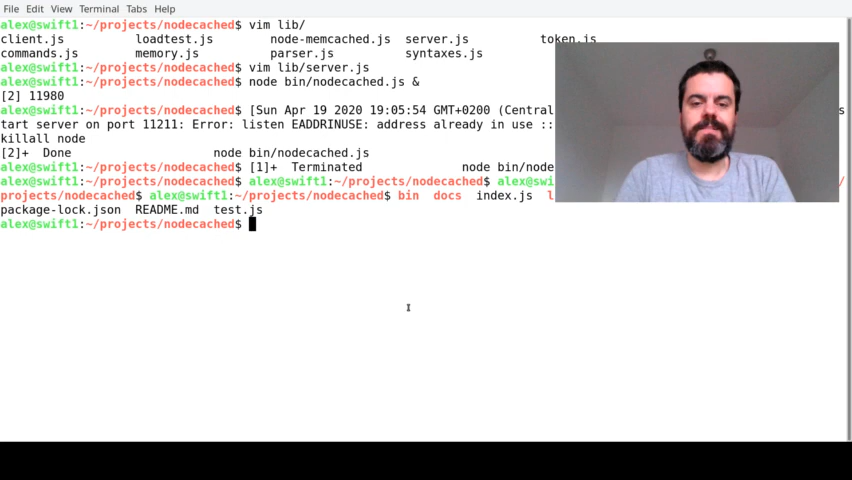 File Edit View Terminal Tabs Help
alex@swift1:~/projects/nodecached$ vim lib/
client.js loadtest.js node-memcached.js server.js token.js
commands.js memory.js parser.js syntaxes.js
alex@swift1:~/projects/nodecached$ vim lib/server.js
alex@swift1:~/projects/nodecached$ node bin/nodecached.js &
[2] 11980
alex@swift1:~/projects/nodecached$ [Sun Apr 19 2020 19:05:54 GMT+0200 (Central s
tart server on port 11211: Error: listen EADDRINUSE: address already in use ::
killall node
[2]+ Done node bin/nodecached.js
alex@swift1:~/projects/nodecached$ [1]+ Terminated node bin/node
alex@swift1:~/projects/nodecached$ alex@swift1:~/projects/nodecached$ alex@swi /
projects/nodecached$ alex@swift1:~/projects/nodecached$ bin docs index.js l
package-lock.json README.md test.js
alex@swift1:~/projects/nodecached$